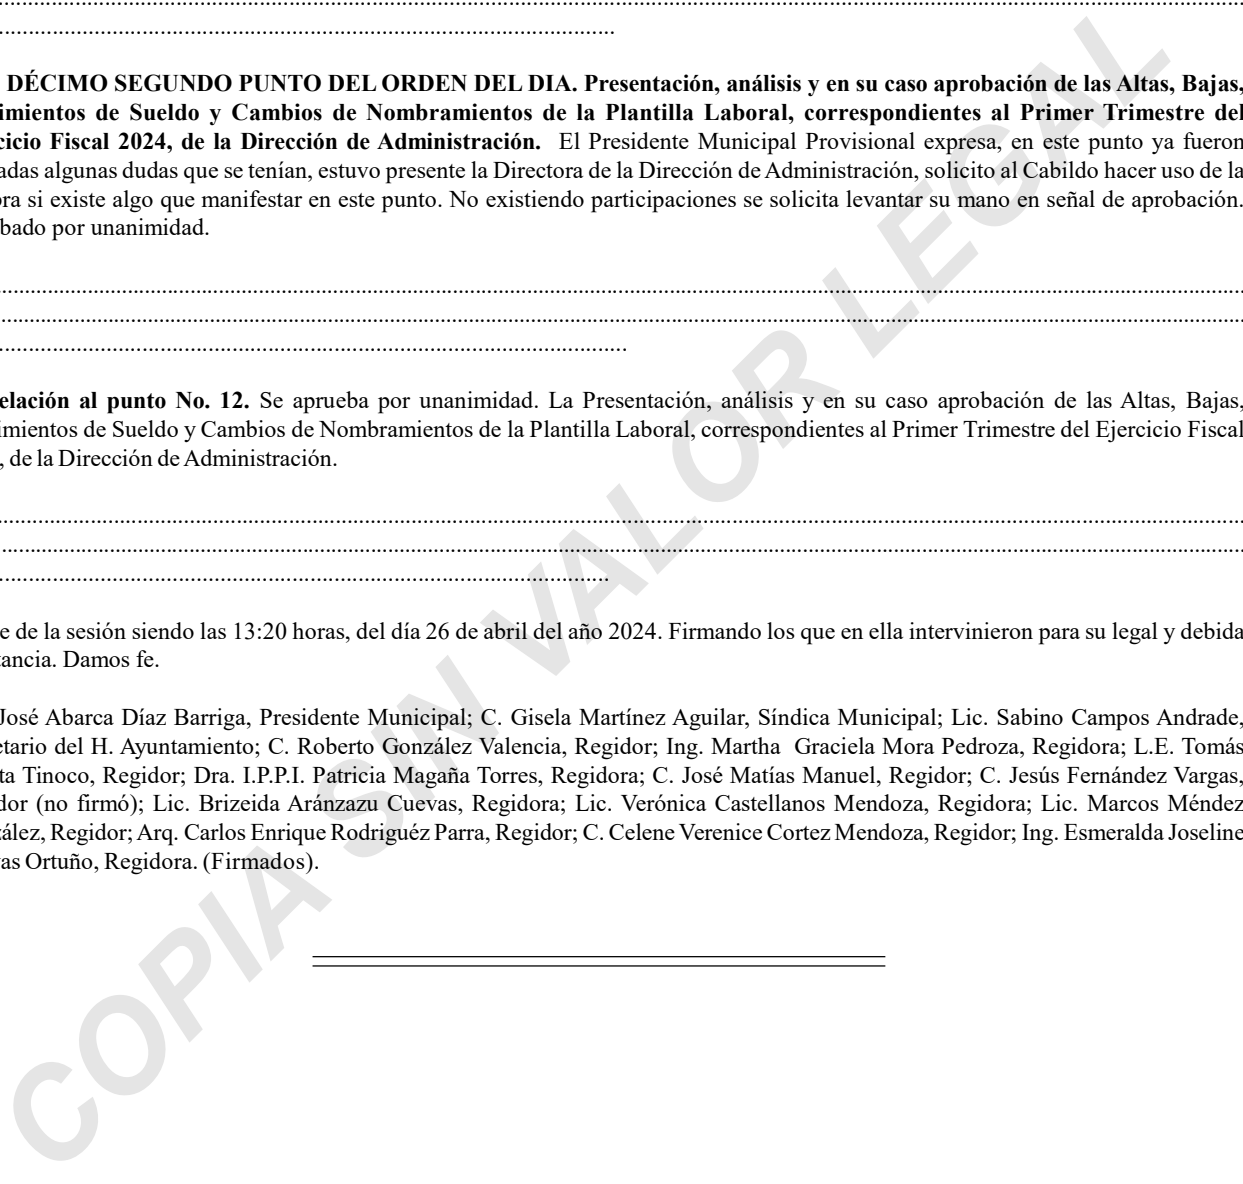 DÉCIMO SEGUNDO PUNTO DEL ORDEN DEL DIA. Presentación, análisis y en su caso aprobación de las Altas, Bajas,
imientos de Sueldo y Cambios de Nombramientos de la Plantilla Laboral, correspondientes al Primer Trimestre del
cicio Fiscal 2024, de la Dirección de Administración. El Presidente Municipal Provisional expresa, en este punto ya fueron
adas algunas dudas que se tenían, estuvo presente la Directora de la Dirección de Administración, solicito al Cabildo hacer uso de la
bra si existe algo que manifestar en este punto. No existiendo participaciones se solicita levantar su mano en señal de aprobación.
bado por unanimidad.
elación al punto No. 12. Se aprueba por unanimidad. La Presentación, análisis y en su caso aprobación de las Altas, Bajas,
imientos de Sueldo y Cambios de Nombramientos de la Plantilla Laboral, correspondientes al Primer Trimestre del Ejercicio Fiscal
, de la Dirección de Administración.
e de la sesión siendo las 13:20 horas, del día 26 de abril del año 2024. Firmando los que en ella intervinieron para su legal y debida
tancia. Damos fe.
José Abarca Díaz Barriga, Presidente Municipal; C. Gisela Martínez Aguilar, Síndica Municipal; Lic. Sabino Campos Andrade,
etario del H. Ayuntamiento; C. Roberto González Valencia, Regidor; Ing. Martha Graciela Mora Pedroza, Regidora; L.E. Tomás
ta Tinoco, Regidor; Dra. I.P.P.I. Patricia Magaña Torres, Regidora; C. José Matías Manuel, Regidor; C. Jesús Fernández Vargas,
dor (no firmó); Lic. Brizeida Aránzazu Cuevas, Regidora; Lic. Verónica Castellanos Mendoza, Regidora; Lic. Marcos Méndez
zález, Regidor; Arq. Carlos Enrique Rodriguéz Parra, Regidor; C. Celene Verenice Cortez Mendoza, Regidor; Ing. Esmeralda Joseline
vas Ortuño, Regidora. (Firmados).
COPIA SIN VALOR LEGAL